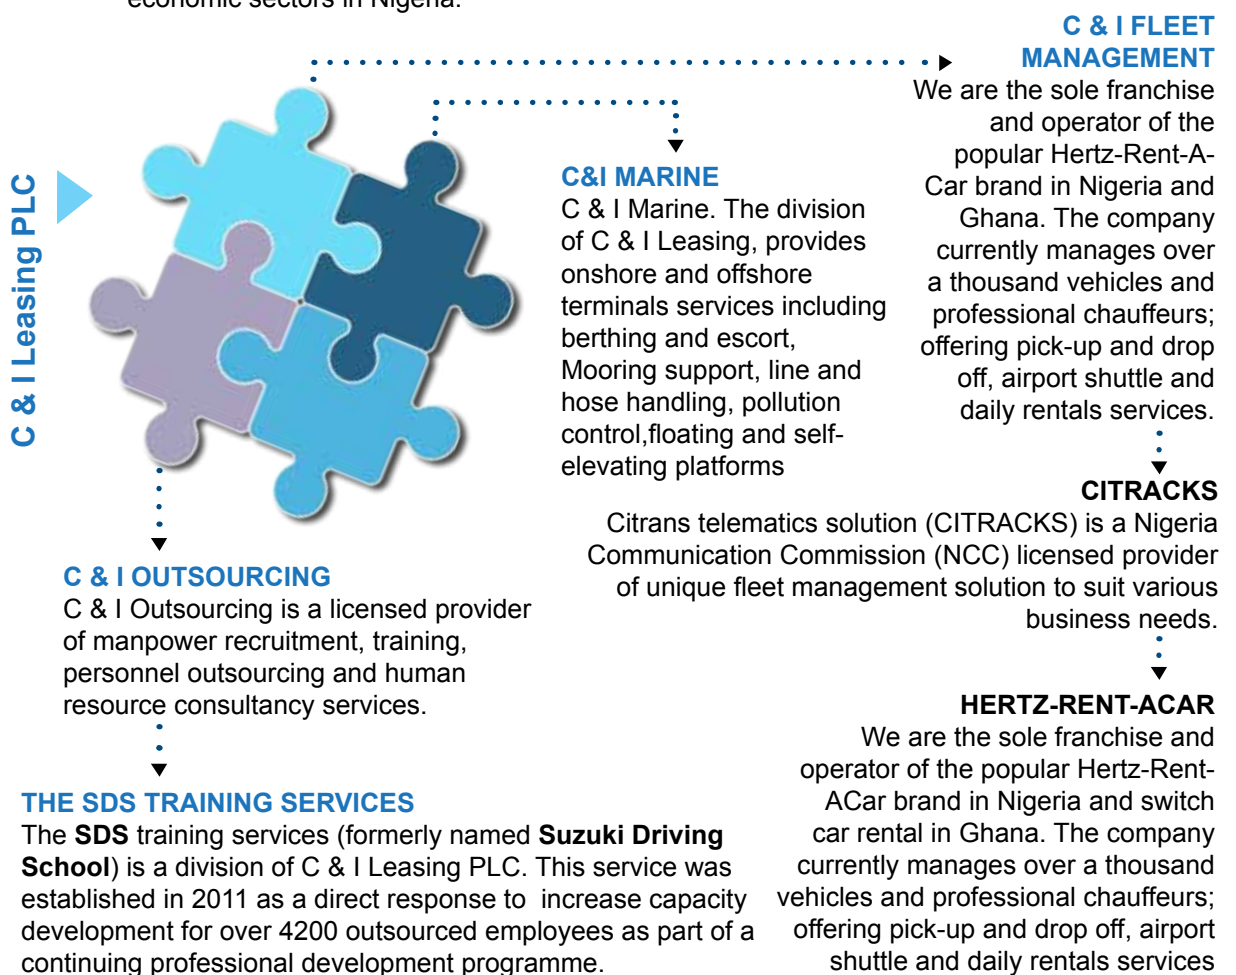 economic sectors in Nigeria.
C & I Leasing PLC
C & I FLEET
MANAGEMENT
We are the sole franchise
and operator of the
popular Hertz-Rent-A-
Car brand in Nigeria and
Ghana. The company
currently manages over
a thousand vehicles and
professional chauffeurs;
offering pick-up and drop
off, airport shuttle and
daily rentals services.
C&I MARINE
C & I Marine. The division
of C & I Leasing, provides
onshore and offshore
terminals services including
berthing and escort,
Mooring support, line and
hose handling, pollution
control,floating and self-
elevating platforms
CITRACKS
Citrans telematics solution (CITRACKS) is a Nigeria
Communication Commission (NCC) licensed provider
of unique fleet management solution to suit various
business needs.
C & I OUTSOURCING
C & I Outsourcing is a licensed provider
of manpower recruitment, training,
personnel outsourcing and human
resource consultancy services.
HERTZ-RENT-ACAR
We are the sole franchise and
operator of the popular Hertz-Rent-
ACar brand in Nigeria and switch
car rental in Ghana. The company
currently manages over a thousand
vehicles and professional chauffeurs;
offering pick-up and drop off, airport
shuttle and daily rentals services
THE SDS TRAINING SERVICES
The SDS training services (formerly named Suzuki Driving
School) is a division of C & I Leasing PLC. This service was
established in 2011 as a direct response to  increase capacity
development for over 4200 outsourced employees as part of a
continuing professional development programme.